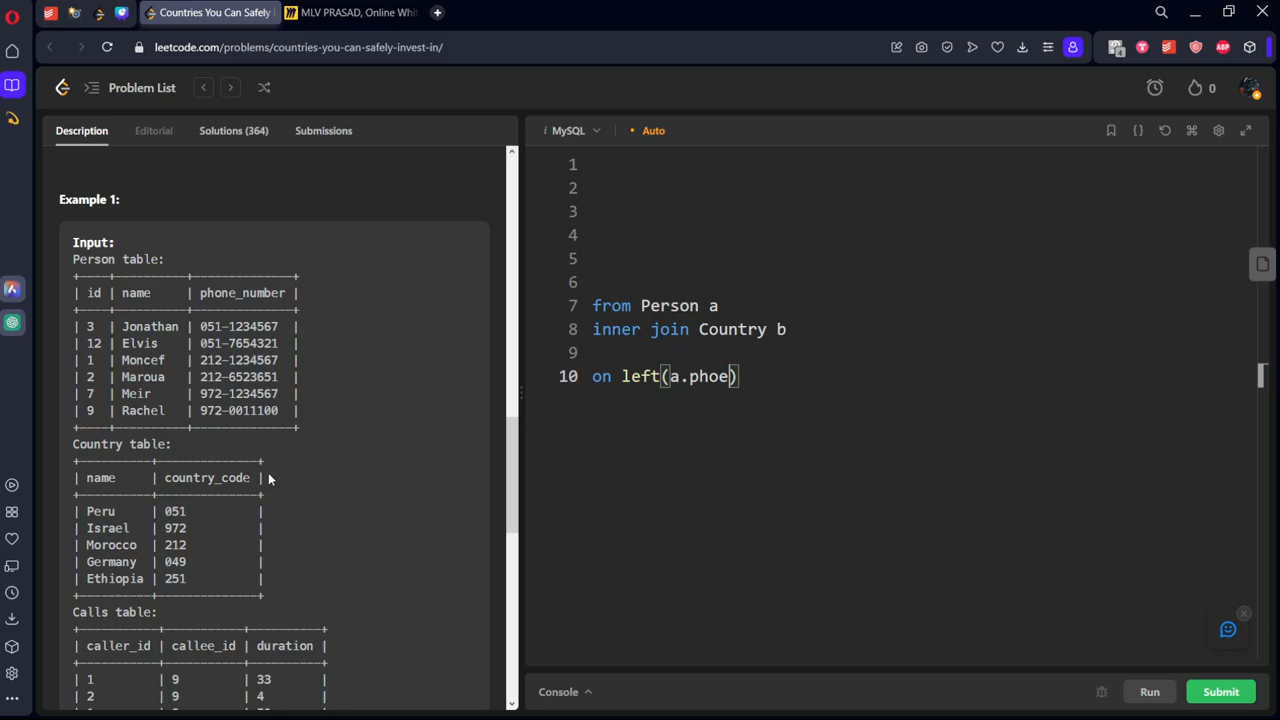 Countries You Can Safely I
MLV PRASAD, Online Whit
leetcode.com/problems/countries-you-can-safely-invest-in/
Problem List
0
Description
Editorial
Solutions (364)
Submissions
i MySQL
• Auto
Example 1:
Input:
Person table:
+----+----------+--------------+
| id | name     | phone_number |
+----+----------+--------------+
| 3  | Jonathan | 051-1234567  |
| 12 | Elvis    | 051-7654321  |
| 1  | Moncef   | 212-1234567  |
| 2  | Maroua   | 212-6523651  |
| 7  | Meir     | 972-1234567  |
| 9  | Rachel   | 972-0011100  |
+----+----------+--------------+
Country table:
+----------+--------------+
| name     | country_code |
+----------+--------------+
| Peru     | 051          |
| Israel   | 972          |
| Morocco  | 212          |
| Germany  | 049          |
| Ethiopia | 251          |
+----------+--------------+
Calls table:
+-----------+-----------+----------+
| caller_id | callee_id | duration |
+-----------+-----------+----------+
| 1         | 9         | 33       |
| 2         | 9         | 4        |
1
2
3
4
5
6
7 from Person a
8 inner join Country b
9
10 on left(a.phoe)
Console
Run
Submit